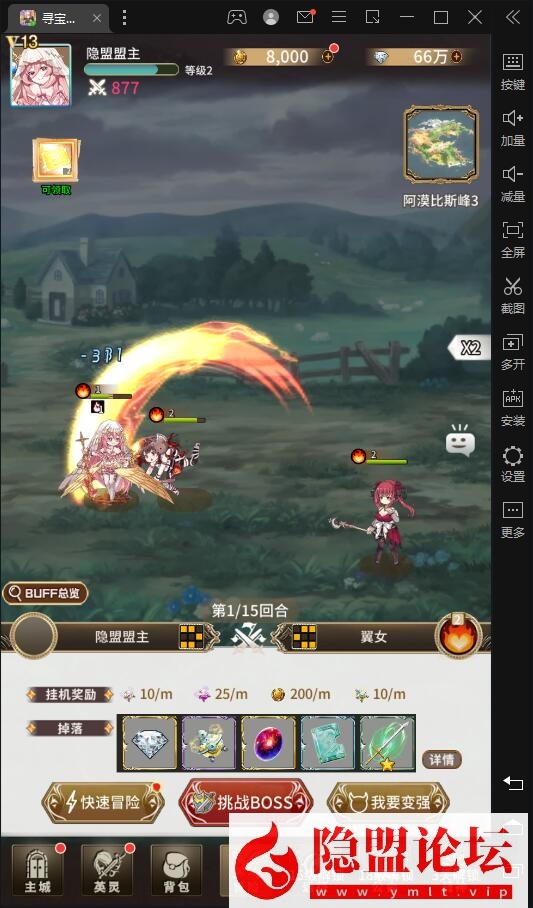 寻宝...
V13
隐盟盟主
等级2
877
8,000
66万
可领取
阿漠比斯峰3
按键
加量
减量
全屏
截图
多开
APK
安装
设置
更多
X2
-331
1
2
2
BUFF总览
第1/15回合
隐盟盟主
翼女
2
挂机奖励
10/m
25/m
200/m
10/m
掉落
详情
快速冒险
挑战BOSS
我要变强
主城
英灵
背包
隐盟论坛
www.ymlt.vip